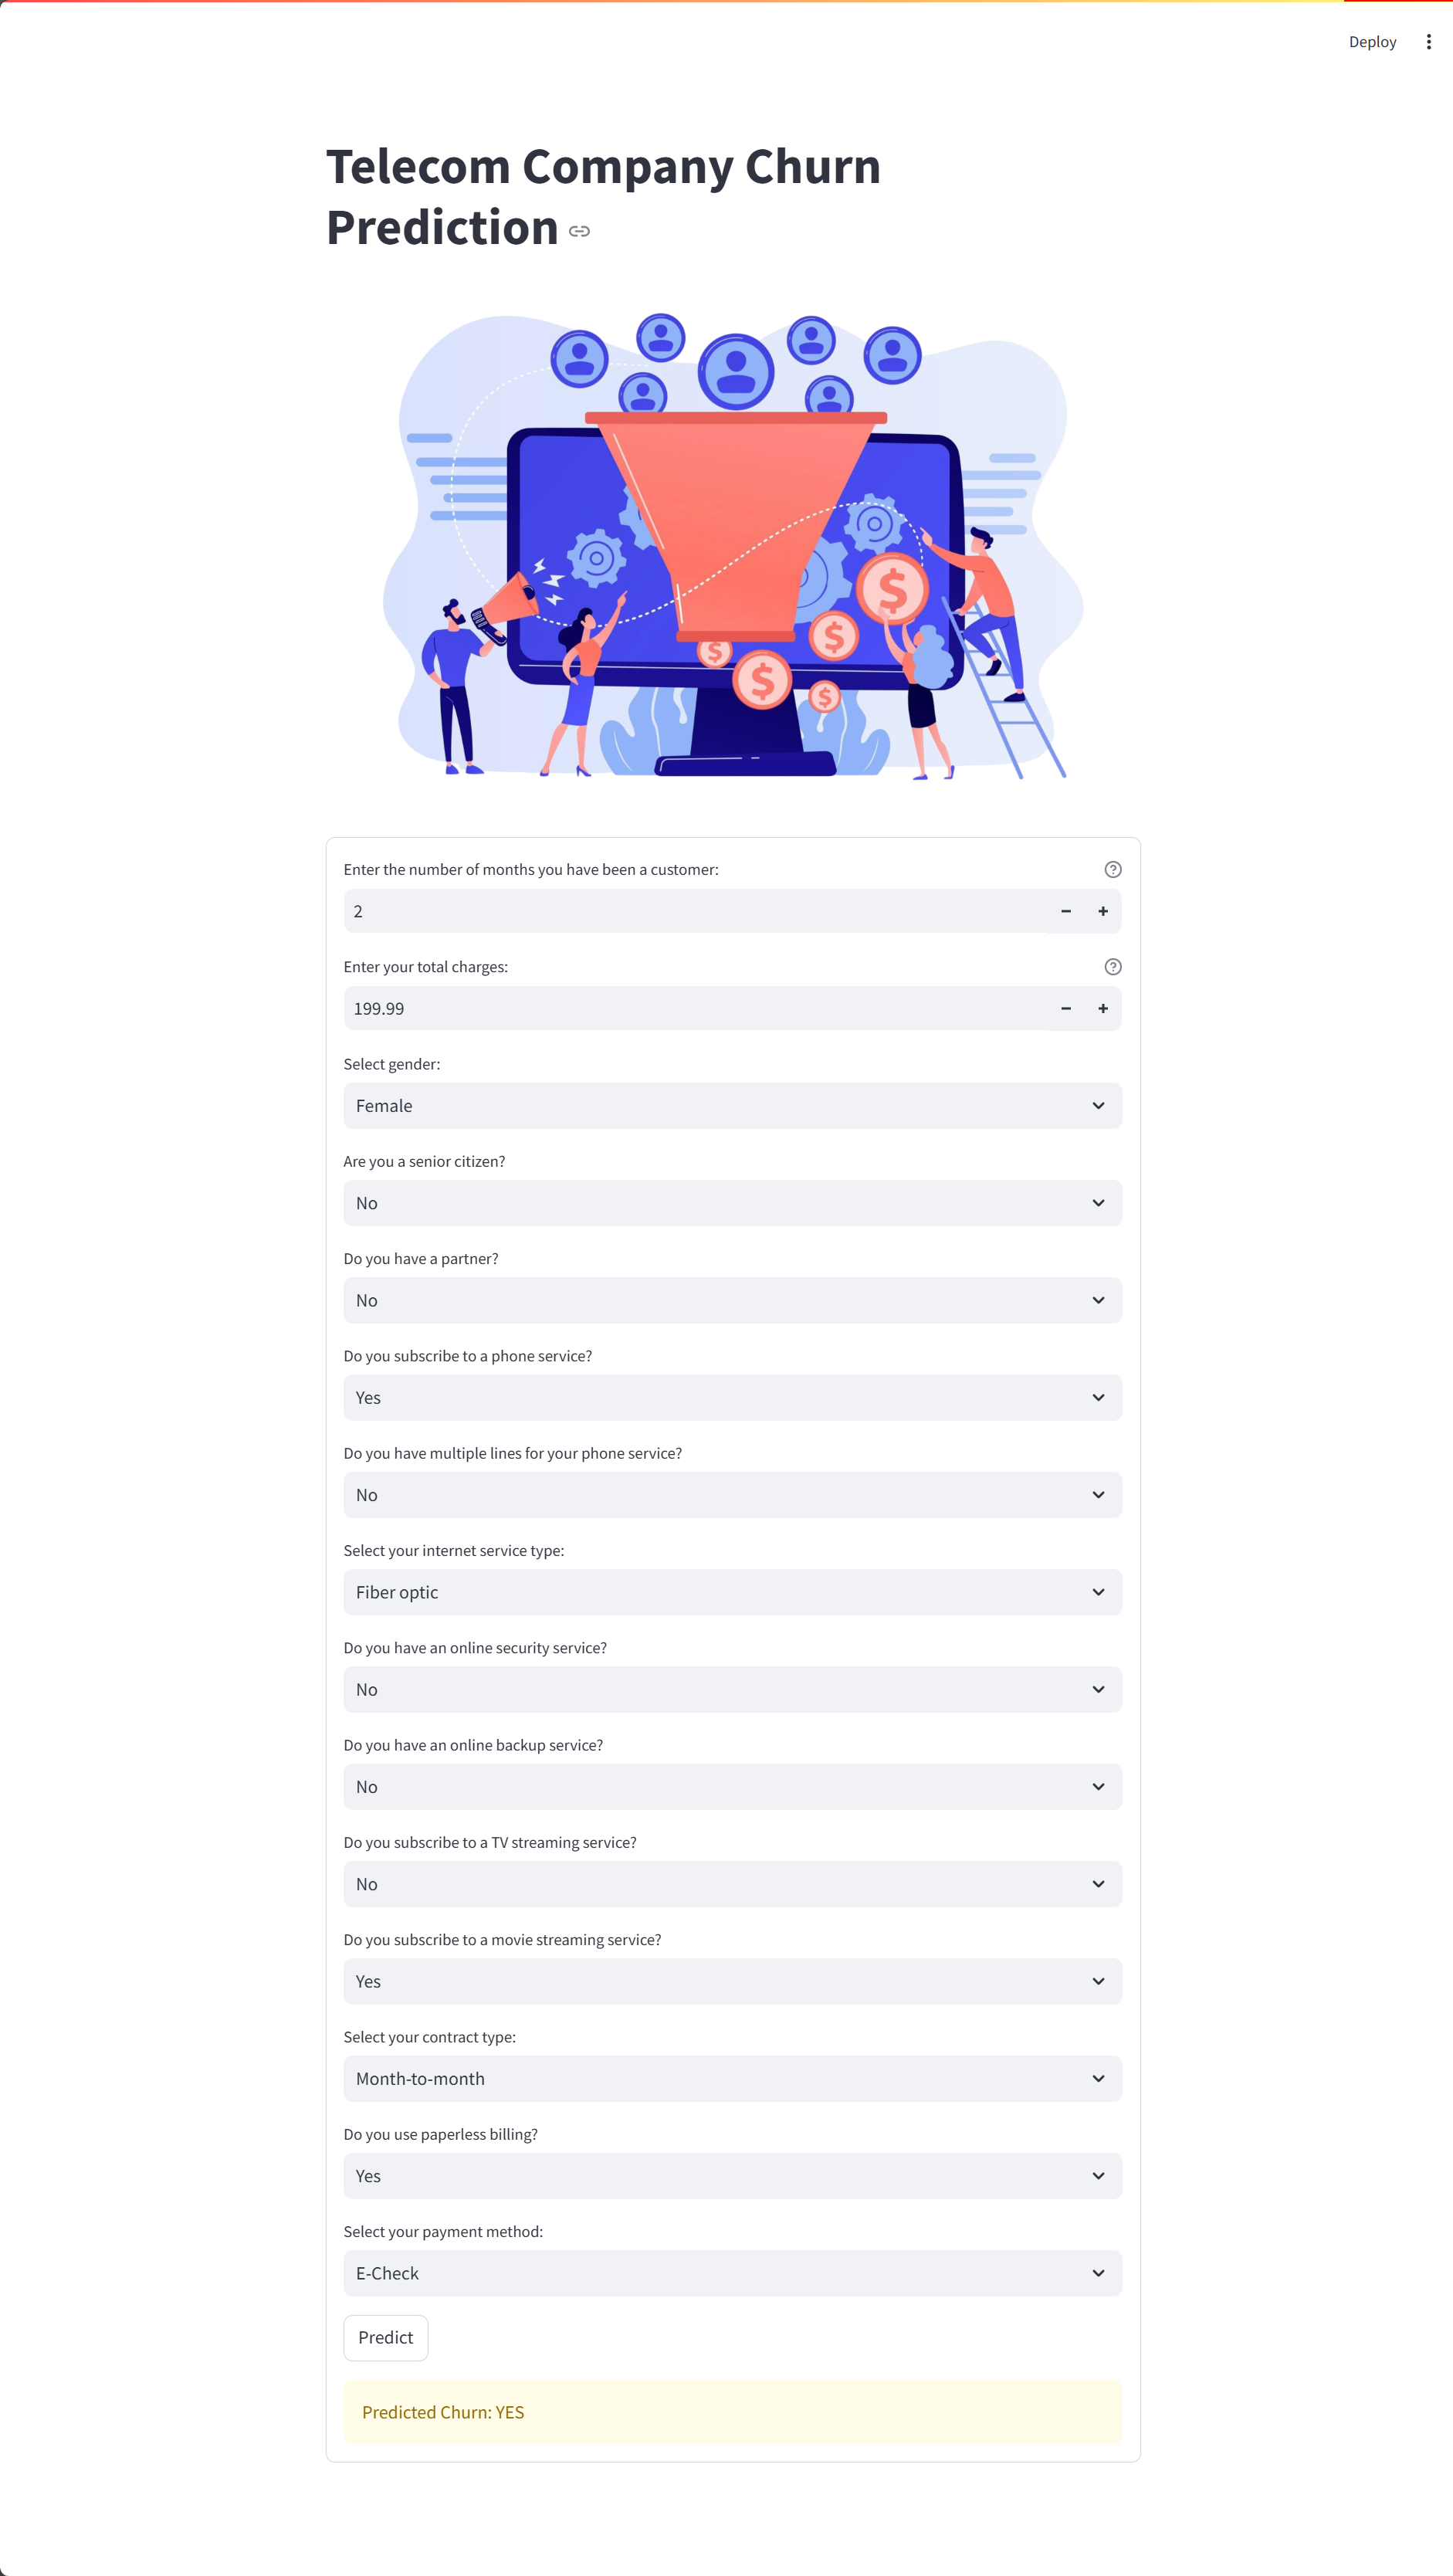 Deploy
Telecom Company Churn
Prediction
$
$
$
$
$
Enter the number of months you have been a customer:
2
Enter your total charges:
199.99
Select gender:
Female
Are you a senior citizen?
No
Do you have a partner?
No
Do you subscribe to a phone service?
Yes
Do you have multiple lines for your phone service?
No
Select your internet service type:
Fiber optic
Do you have an online security service?
No
Do you have an online backup service?
No
Do you subscribe to a TV streaming service?
No
Do you subscribe to a movie streaming service?
Yes
Select your contract type:
Month-to-month
Do you use paperless billing?
Yes
Select your payment method:
E-Check
Predict
Predicted Churn: YES